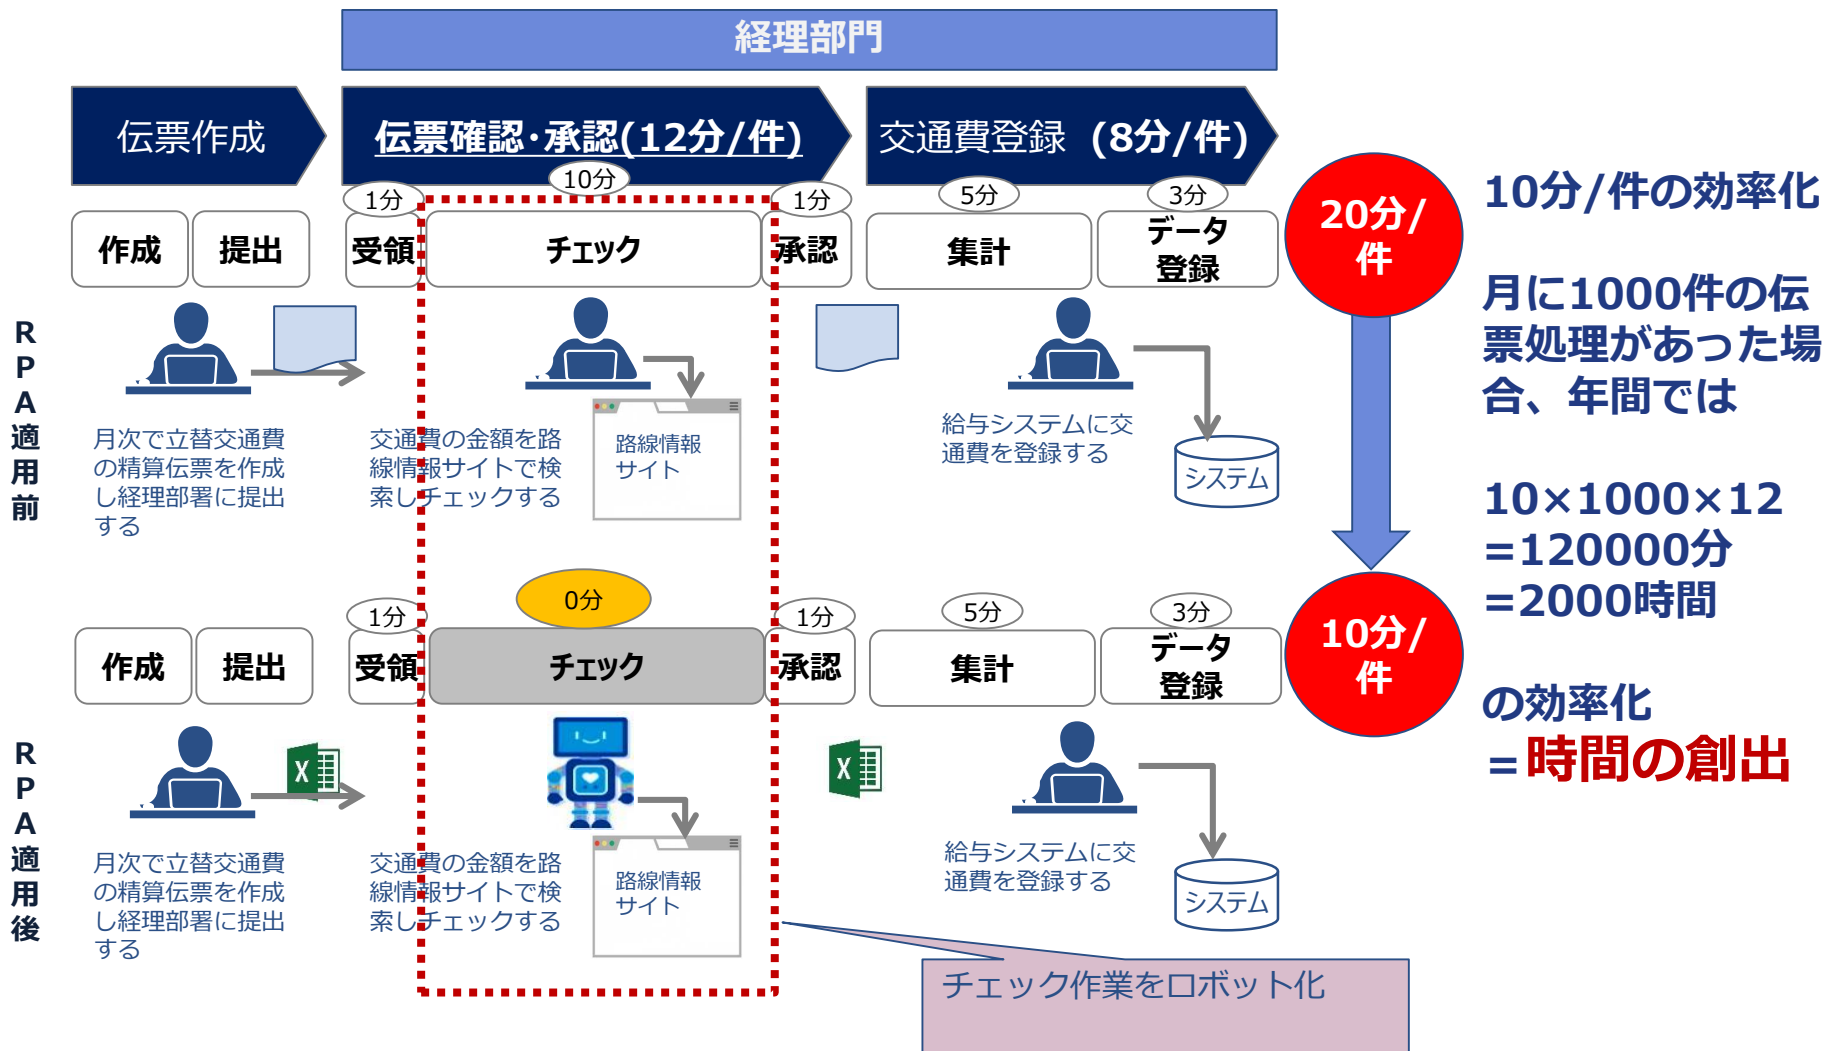 経理部門
伝票作成
伝票確認・承認(12分/件)
交通費登録 (8分/件)
1分
10分
1分
5分
3分
作成
提出
受領
チェック
承認
集計
データ
登録
20分/
件
RPA適用前
月次で立替交通費
の精算伝票を作成
し経理部署に提出
する
交通費の金額を路
線情報サイトで検
索しチェックする
路線情報
サイト
給与システムに交
通費を登録する
システム
1分
0分
1分
5分
3分
作成
提出
受領
チェック
承認
集計
データ
登録
10分/
件
RPA適用後
X
X
月次で立替交通費
の精算伝票を作成
し経理部署に提出
する
交通費の金額を路
線情報サイトで検
索しチェックする
路線情報
サイト
給与システムに交
通費を登録する
システム
チェック作業をロボット化
10分/件の効率化
月に1000件の伝
票処理があった場
合、年間では
10×1000×12
=120000分
=2000時間
の効率化
=時間の創出